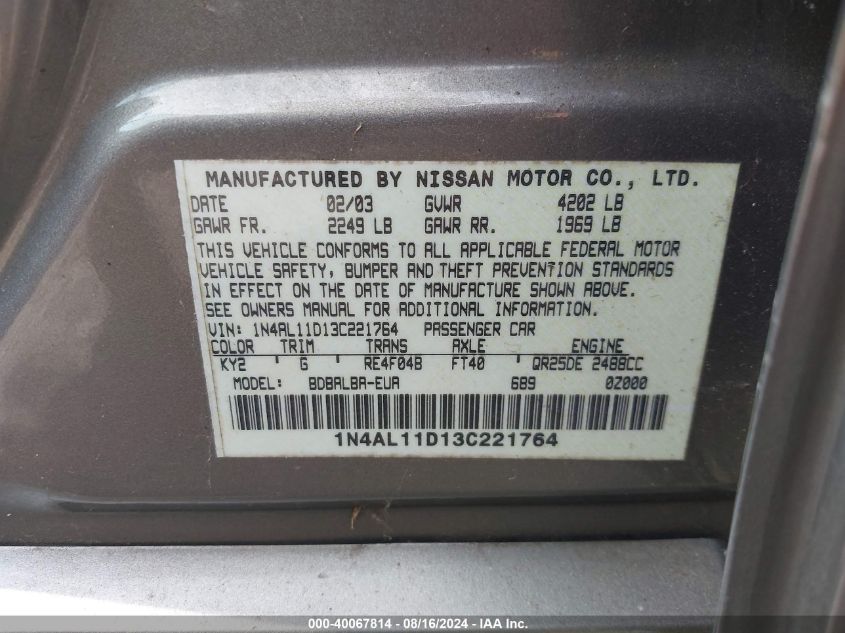 MANUFACTURED BY NISSAN MOTOR CO., LTD.
DATE 02/03 GVWR 4202 LB
GAWR FR. 2249 LB GAWR RR. 1969 LB
THIS VEHICLE CONFORMS TO ALL APPLICABLE FEDERAL MOTOR
VEHICLE SAFETY, BUMPER AND THEFT PREVENTION STANDARDS
IN EFFECT ON THE DATE OF MANUFACTURE SHOWN ABOVE.
SEE OWNERS MANUAL FOR ADDITIONAL INFORMATION.
VIN: 1N4AL11D13C221764 PASSENGER CAR
COLOR TRIM TRANS AXLE ENGINE
KY2 G RE4F04B FT40 QR25DE 2488CC
MODEL: BDBALBA-EUA 689 0Z000
1N4AL11D13C221764
000-40067814 - 08/16/2024 - IAA Inc.